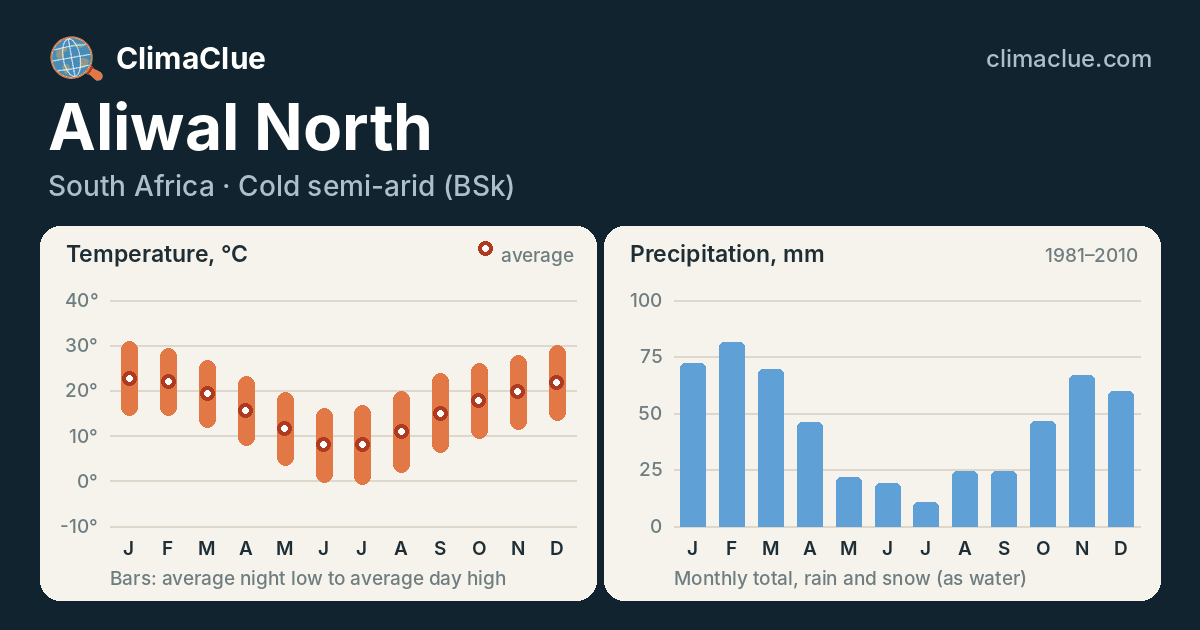 ClimaClue
climaclue.com
Aliwal North
South Africa · Cold semi-arid (BSk)
Temperature, °C
average
40°
30°
20°
10°
0°
-10°
J F M A M J J A S O N D
Bars: average night low to average day high
Precipitation, mm
1981–2010
100
75
50
25
0
J F M A M J J A S O N D
Monthly total, rain and snow (as water)